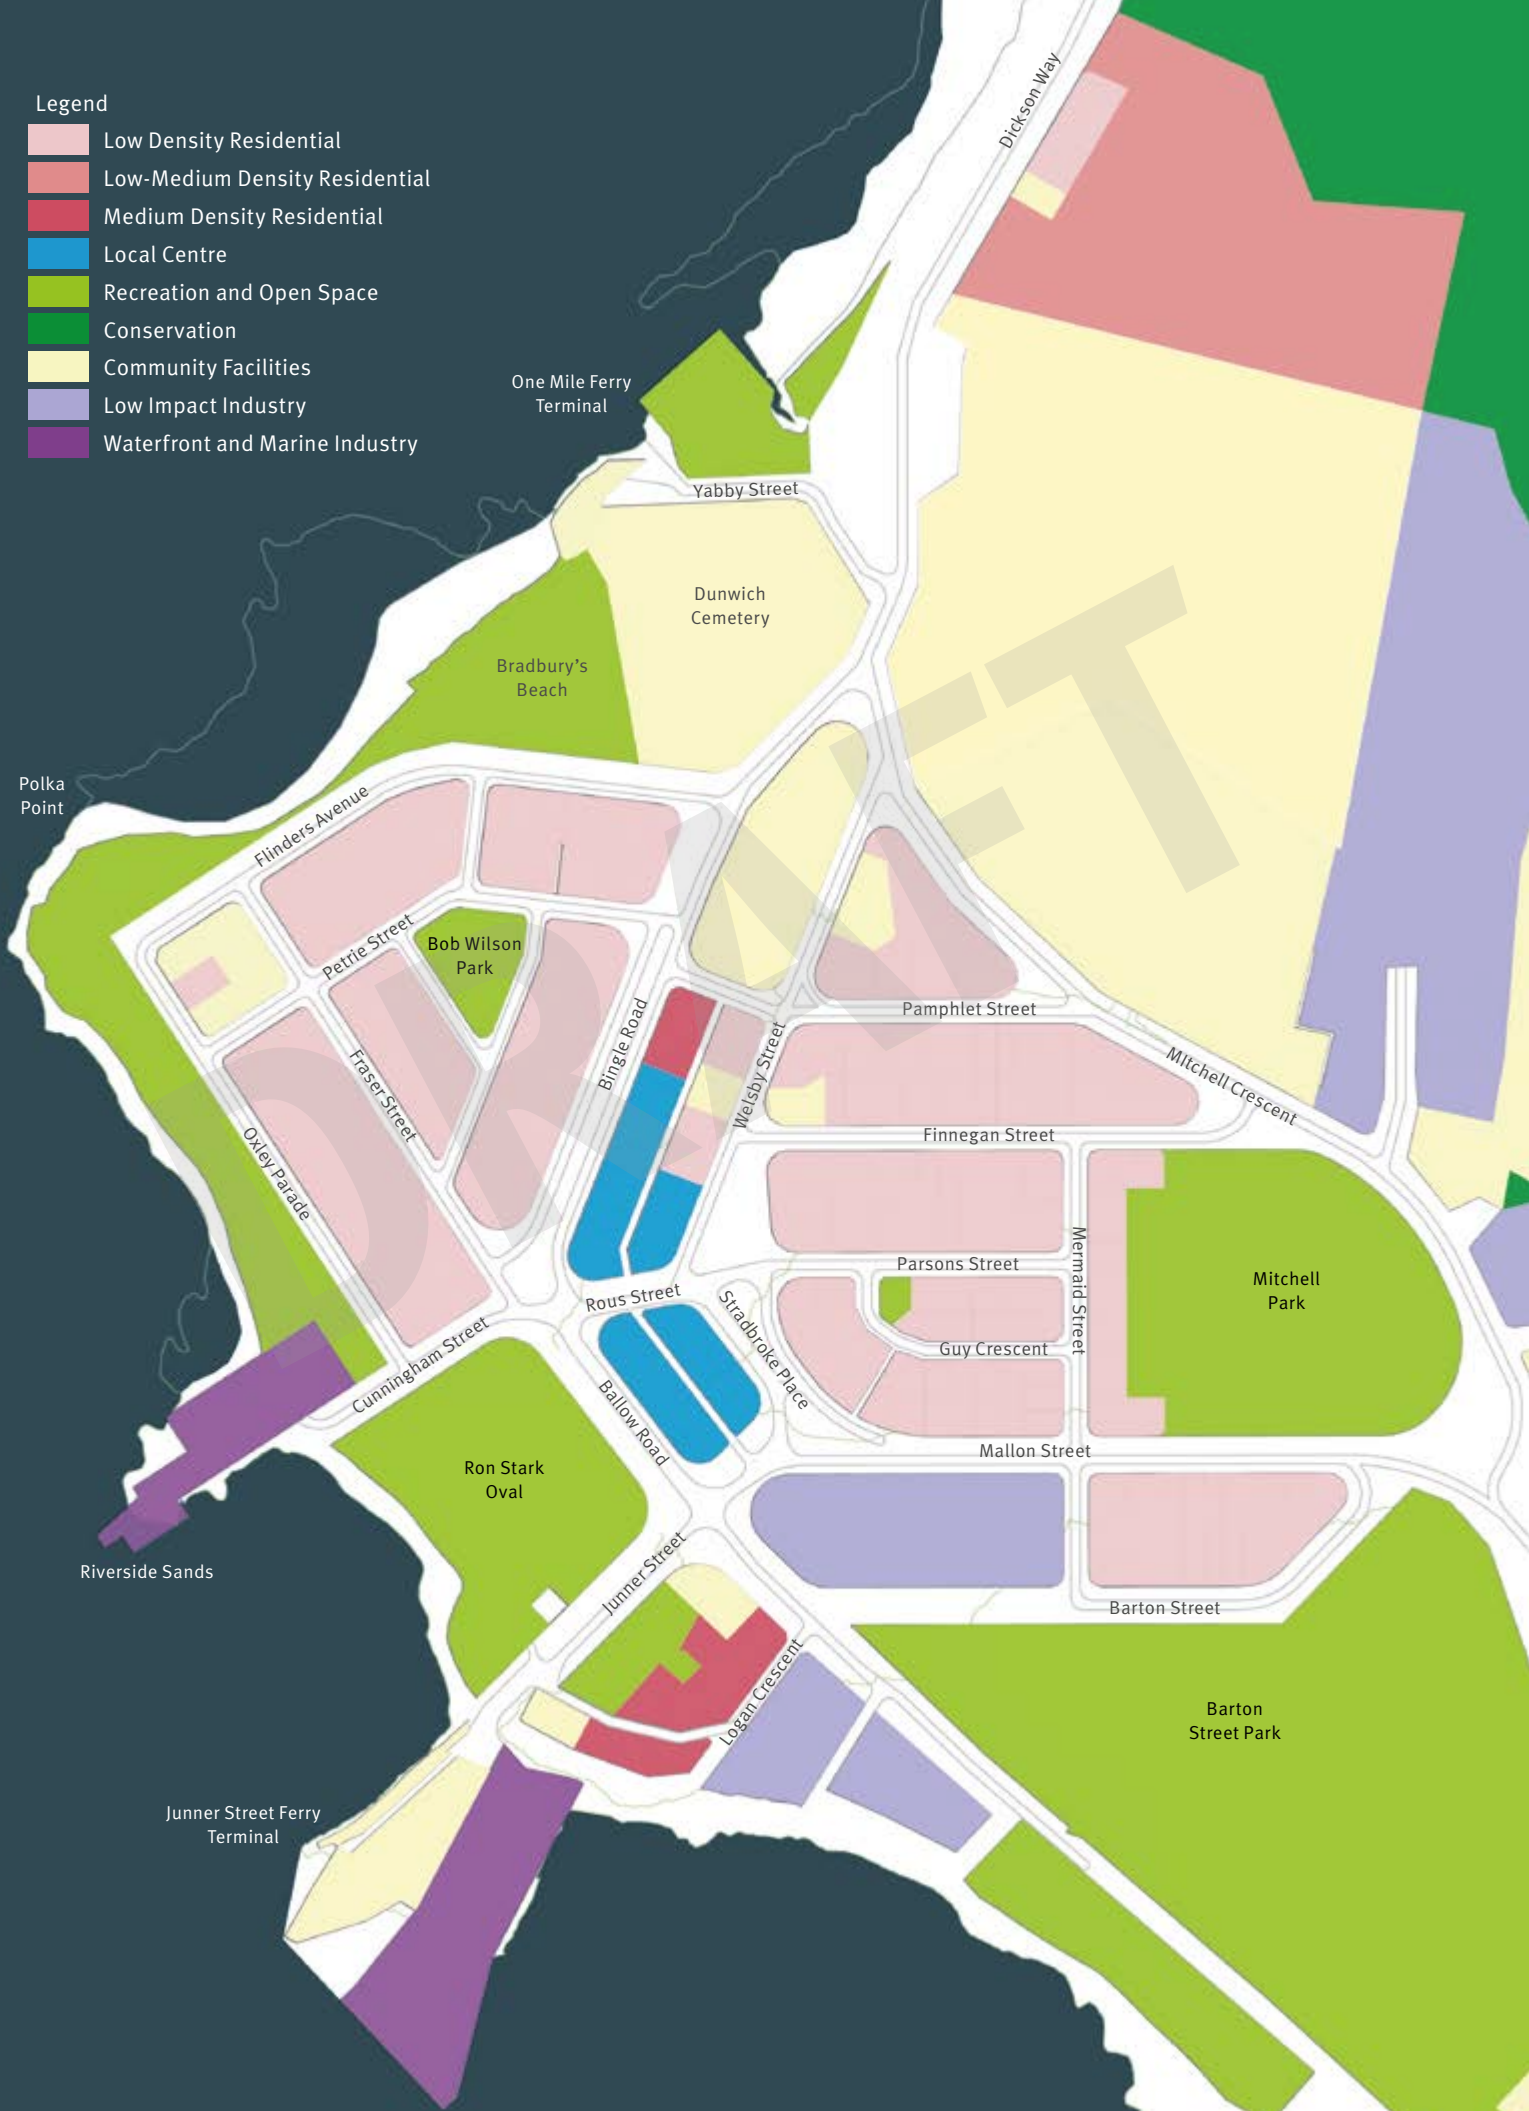 Legend
Low Density Residential
Low-Medium Density Residential
Medium Density Residential
Local Centre
Recreation and Open Space
Conservation
Community Facilities
Low Impact Industry
Waterfront and Marine Industry
Dickson Way
One Mile Ferry
Terminal
Yabby Street
Dunwich
Cemetery
Bradbury's
Beach
Polka
Point
Flinders Avenue
Petrie Street
Bob Wilson
Park
Bingle Road
Pamphlet Street
Fraser Street
Welsby Street
MItchell Crescent
Oxley Parade
Finnegan Street
Parsons Street
Mermaid Street
Mitchell
Park
Rous Street
Stradbroke Place
Guy Crescent
Cunningham Street
Ballow Road
Mallon Street
Ron Stark
Oval
Riverside Sands
Junner Street
Barton Street
Logan Crescent
Barton
Street Park
Junner Street Ferry
Terminal
DRAFT